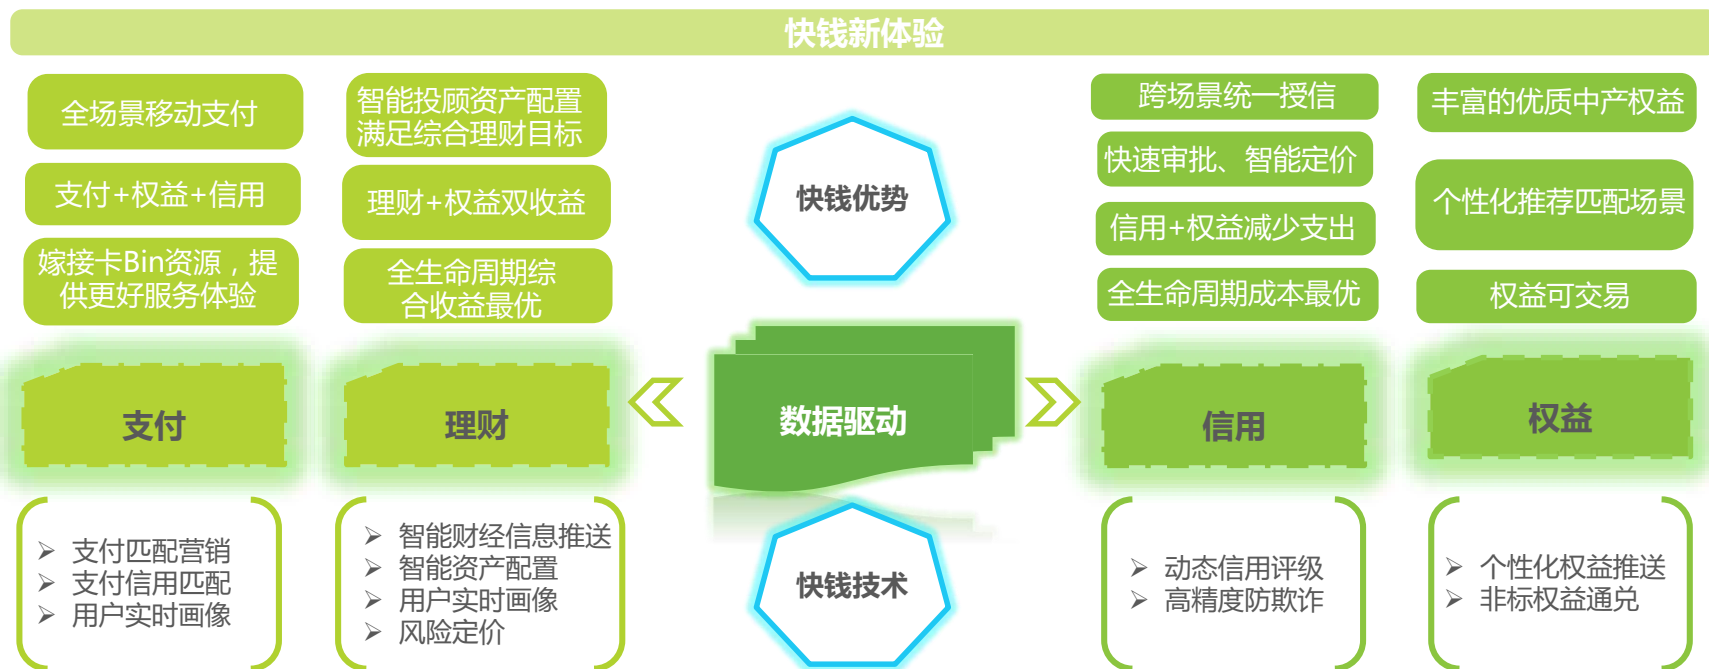 快钱新体验
全场景移动支付
支付+权益+信用
嫁接卡Bin资源，提
供更好服务体验
智能投顾资产配置
满足综合理财目标
理财+权益双收益
全生命周期综
合收益最优
快钱优势
跨场景统一授信
快速审批、智能定价
信用+权益减少支出
全生命周期成本最优
丰富的优质中产权益
个性化推荐匹配场景
权益可交易
支付
理财
数据驱动
信用
权益
➢ 支付匹配营销
➢ 支付信用匹配
➢ 用户实时画像
➢ 智能财经信息推送
➢ 智能资产配置
➢ 用户实时画像
➢ 风险定价
快钱技术
➢ 动态信用评级
➢ 高精度防欺诈
➢ 个性化权益推送
➢ 非标权益通兑